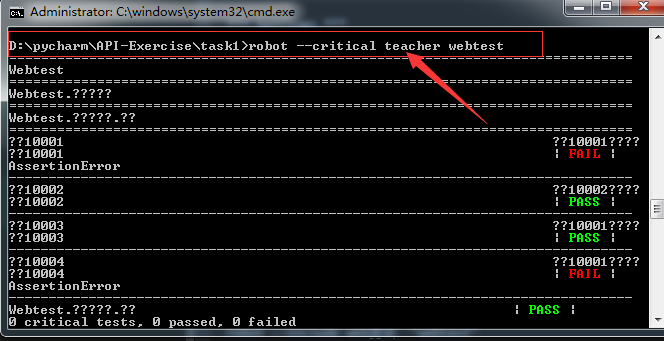 Administrator: C:\windows\system32\cmd.exe
D:\pycharm\API-Exercise\task1>robot --critical teacher webtest
==============================================================================
Webtest
==============================================================================
Webtest.?????
==============================================================================
Webtest.?????.??
==============================================================================
??10001 ??10001????
??10001 | FAIL |
AssertionError
------------------------------------------------------------------------------
??10002 ??10002????
??10002 | PASS |
------------------------------------------------------------------------------
??10003 ??10001????
??10003 | PASS |
------------------------------------------------------------------------------
??10004 ??10001????
??10004 | FAIL |
AssertionError
------------------------------------------------------------------------------
Webtest.?????.?? | PASS |
0 critical tests, 0 passed, 0 failed